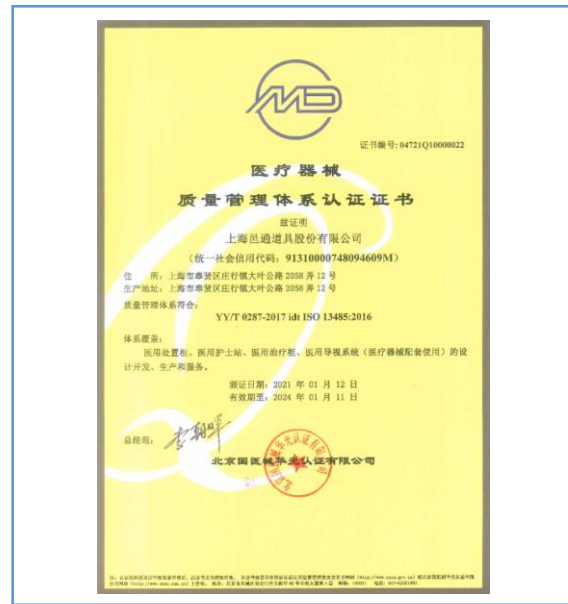 证书编号: 04721Q10000022
医疗器械
质量管理体系认证证书
兹证明
上海邑通道具股份有限公司
(统一社会信用代码: 91310000748094609M)
住 所: 上海市奉贤区庄行镇大叶公路 2058 弄 12 号
生产地址: 上海市奉贤区庄行镇大叶公路 2058 弄 12 号
质量管理体系符合:
YY/T 0287-2017 idt ISO 13485:2016
体系覆盖:
医用处置柜、医用护士站、医用治疗柜、医用导视系统（医疗器械配套使用）的设
计开发、生产和服务。
颁证日期: 2021 年 01 月 12 日
有效期至: 2024 年 01 月 11 日
总经理:
北京国医械华光认证有限公司